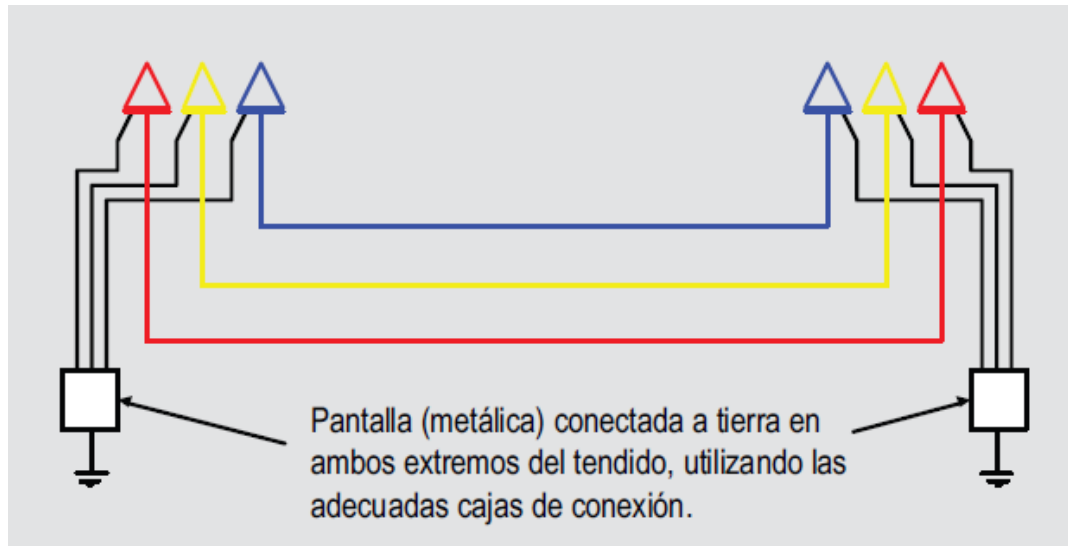 Pantalla (metálica) conectada a tierra en
ambos extremos del tendido, utilizando las
adecuadas cajas de conexión.